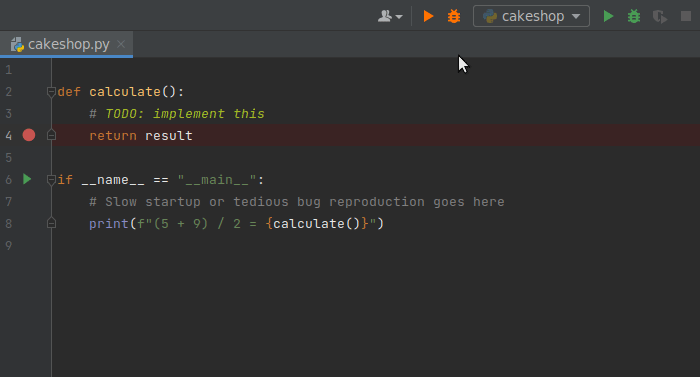 cakeshop
cakeshop.py
1
2 def calculate():
3 # TODO: implement this
4 return result
5
6 if __name__ == "__main__":
7 # Slow startup or tedious bug reproduction goes here
8 print(f"(5 + 9) / 2 = {calculate()}")
9